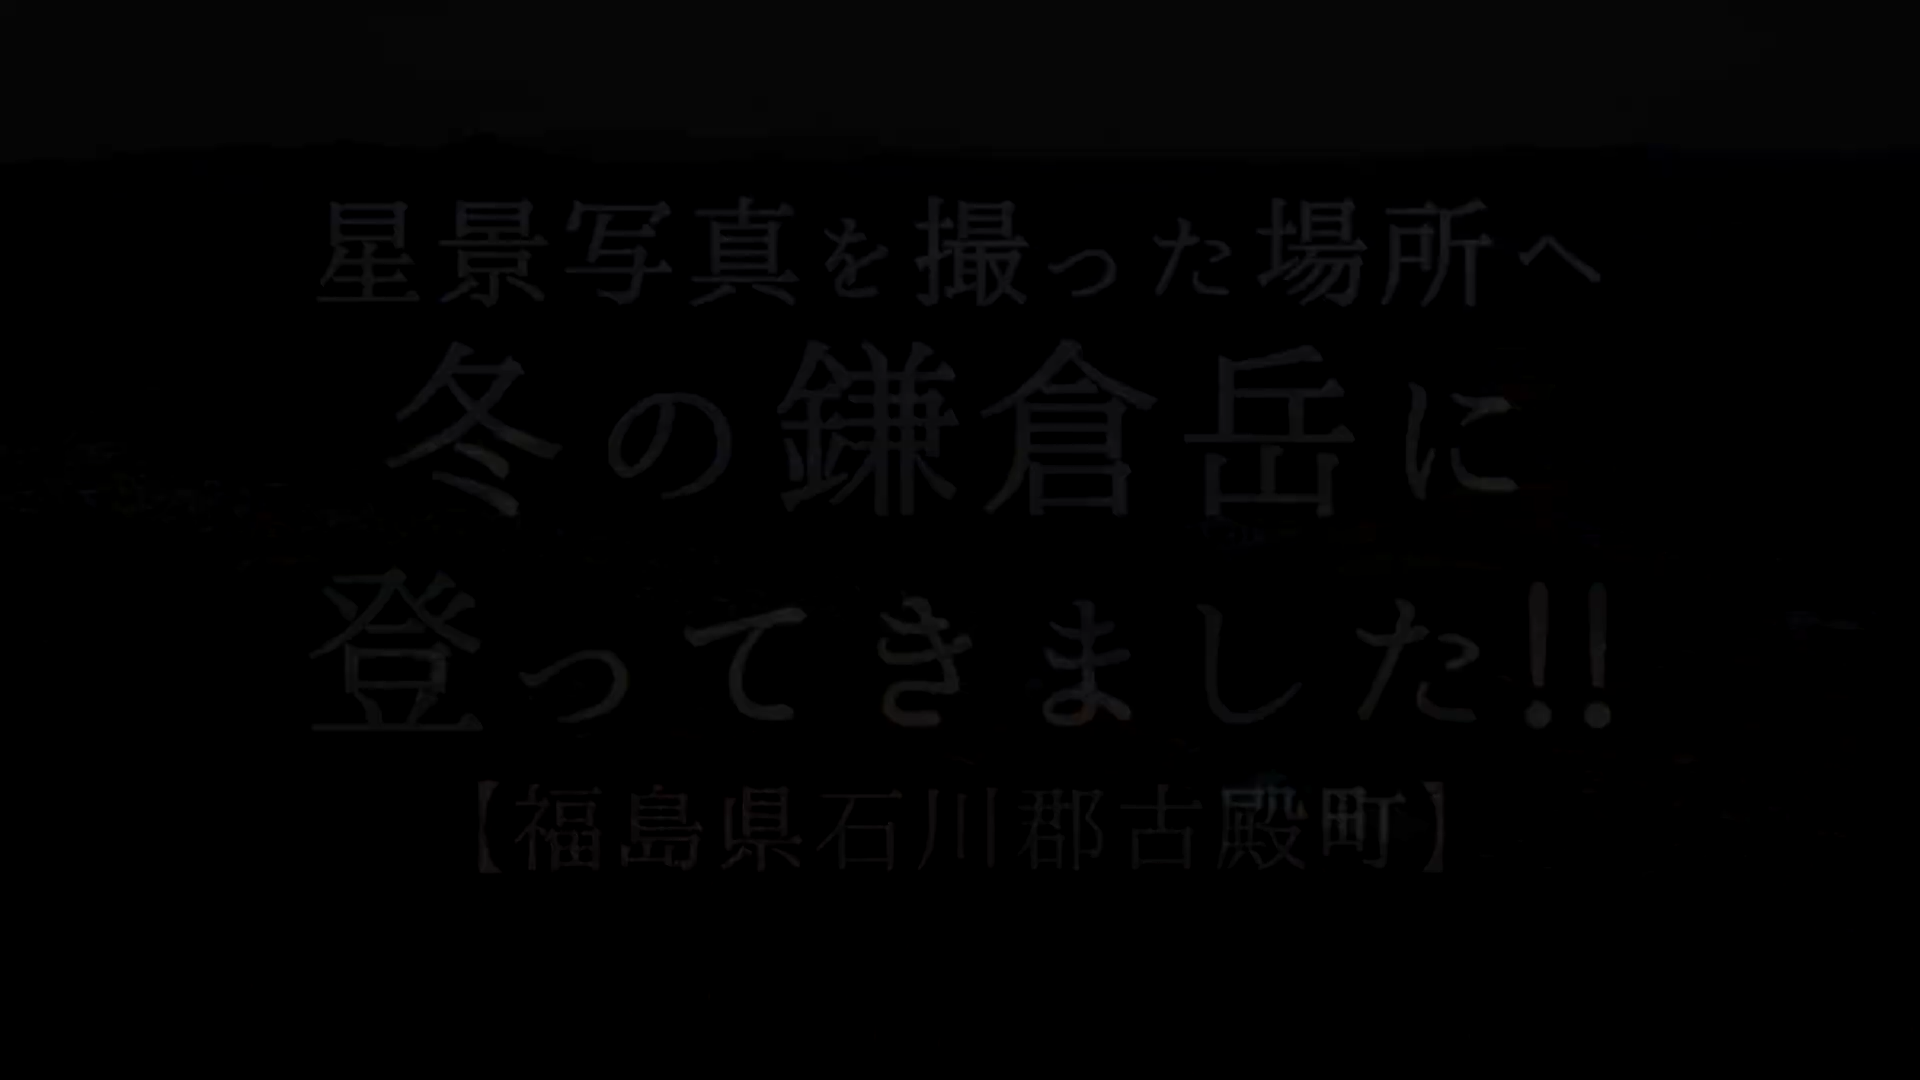 星景写真を撮った場所へ
冬の鎌倉岳に
登ってきました!!
【福島県石川郡古殿町】